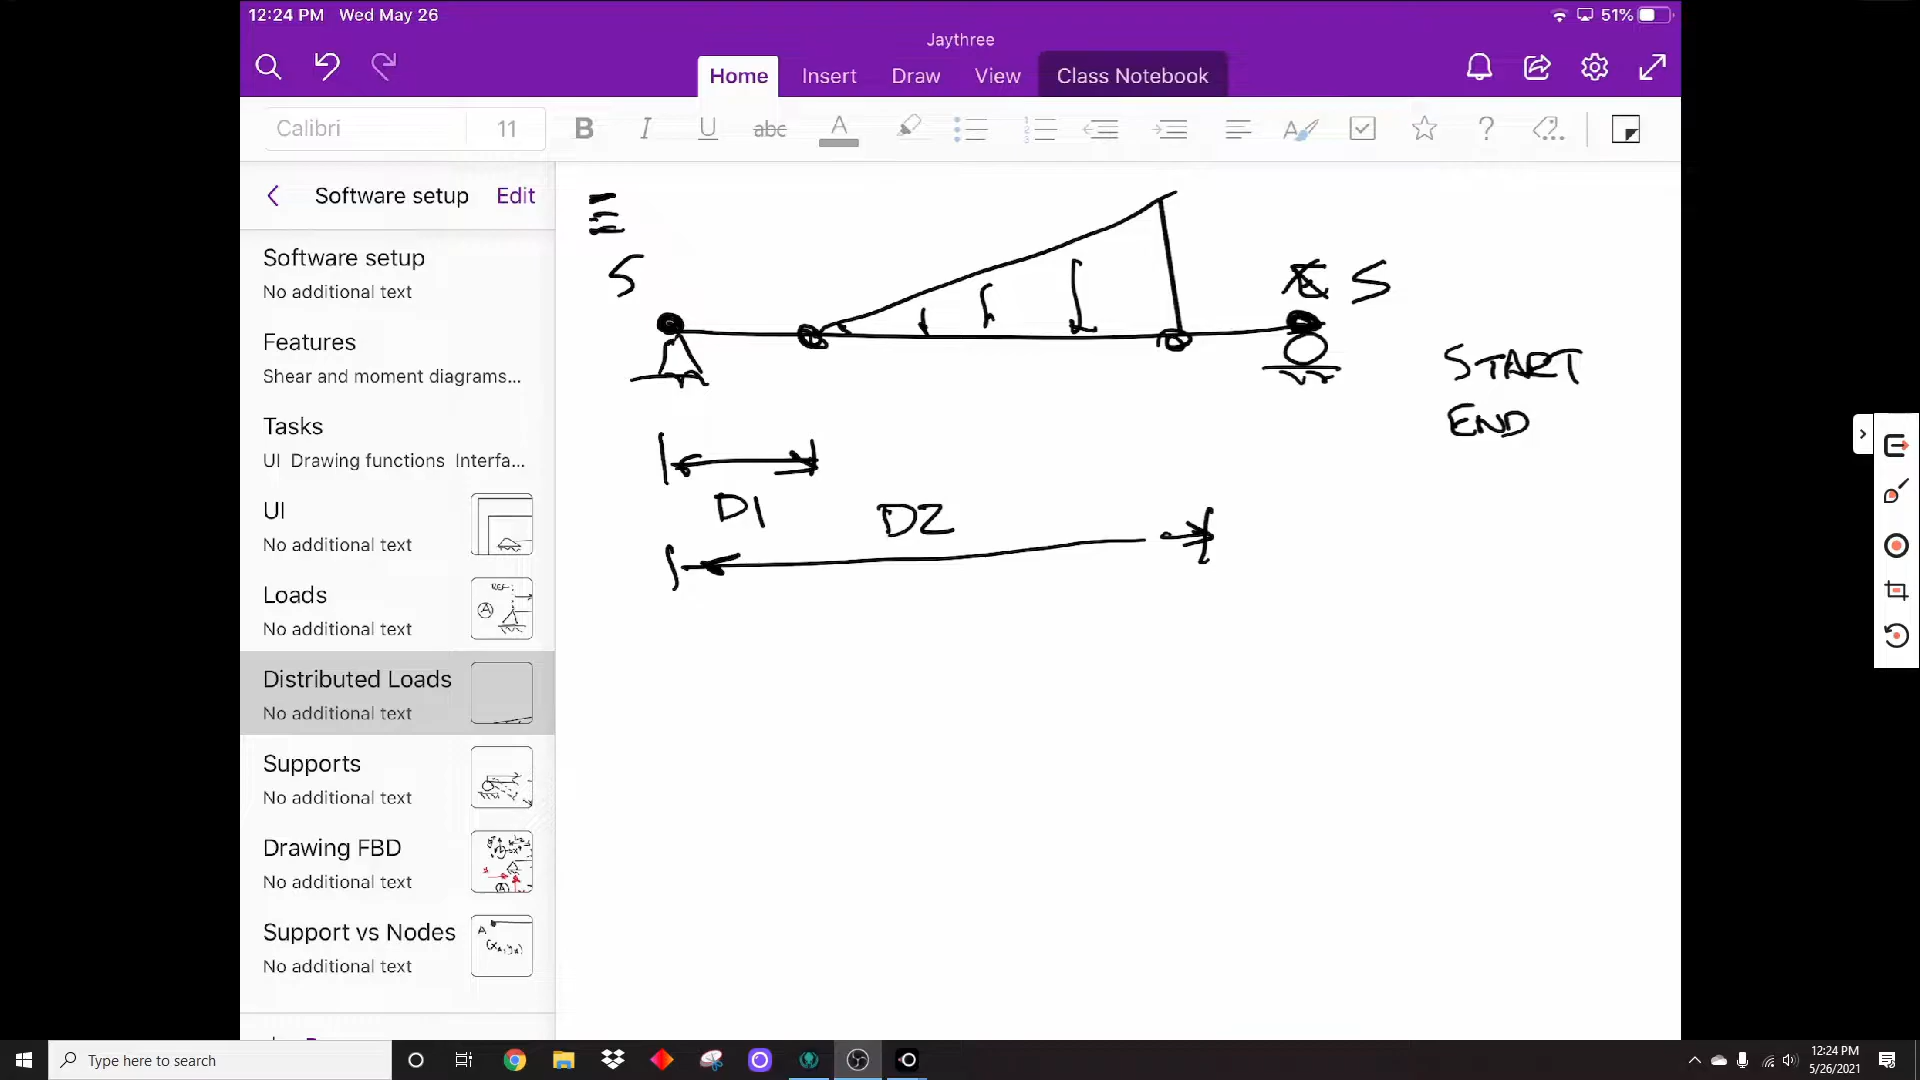 12:24 PM Wed May 26
51%
Jaythree
Home Insert Draw View Class Notebook
Calibri 11 B I U abc A
Software setup Edit
Software setup
No additional text
Features
Shear and moment diagrams...
Tasks
UI Drawing functions Interfa...
UI
No additional text
Loads
No additional text
REF
A
Distributed Loads
No additional text
Supports
No additional text
Drawing FBD
No additional text
Support vs Nodes
No additional text
A
E
S
S
START
END
D1
D2
Type here to search
12:24 PM
5/26/2021